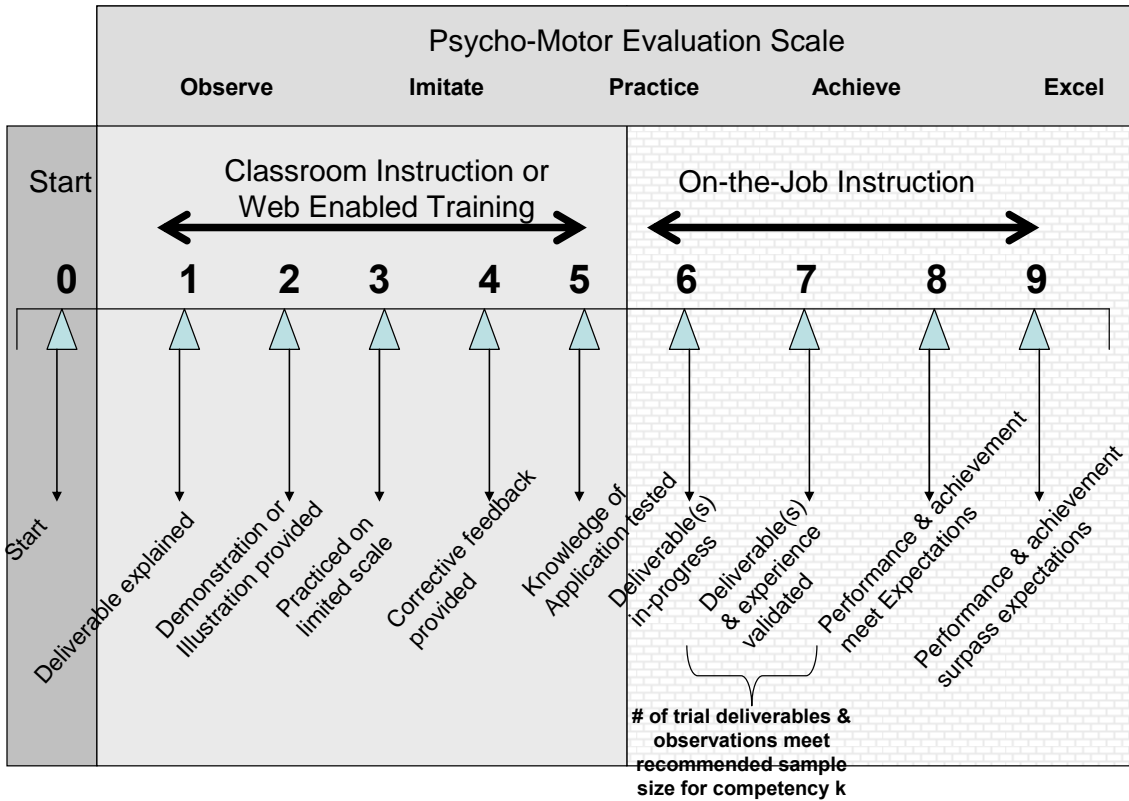 Psycho-Motor Evaluation Scale
Observe Imitate Practice Achieve Excel
Start
Classroom Instruction or
Web Enabled Training
On-the-Job Instruction
0 1 2 3 4 5 6 7 8 9
Start
Deliverable explained
Demonstration or
Illustration provided
Practiced on
limited scale
Corrective feedback
provided
Knowledge of
Application tested
Deliverable(s)
in-progress
Deliverable(s)
& experience
validated
Performance & achievement
meet Expectations
Performance & achievement
surpass expectations
# of trial deliverables &
observations meet
recommended sample
size for competency k